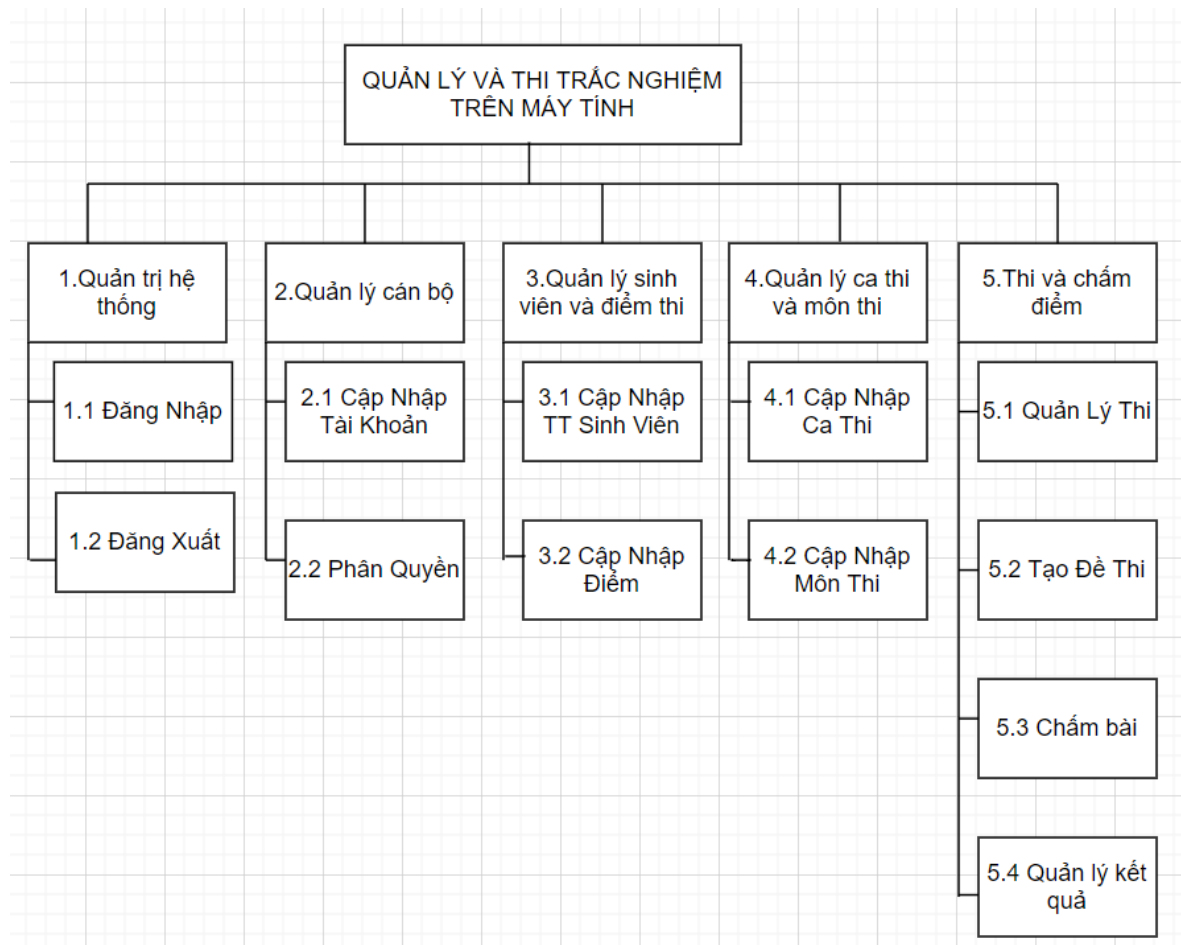 QUẢN LÝ VÀ THI TRẮC NGHIỆM
TRÊN MÁY TÍNH
1.Quản trị hệ
thống
2.Quản lý cán bộ
3.Quản lý sinh
viên và điểm thi
4.Quản lý ca thi
và môn thi
5.Thi và chấm
điểm
1.1 Đăng Nhập
2.1 Cập Nhập
Tài Khoản
3.1 Cập Nhập
TT Sinh Viên
4.1 Cập Nhập
Ca Thi
5.1 Quản Lý Thi
1.2 Đăng Xuất
2.2 Phân Quyền
3.2 Cập Nhập
Điểm
4.2 Cập Nhập
Môn Thi
5.2 Tạo Đề Thi
5.3 Chấm bài
5.4 Quản lý kết
quả